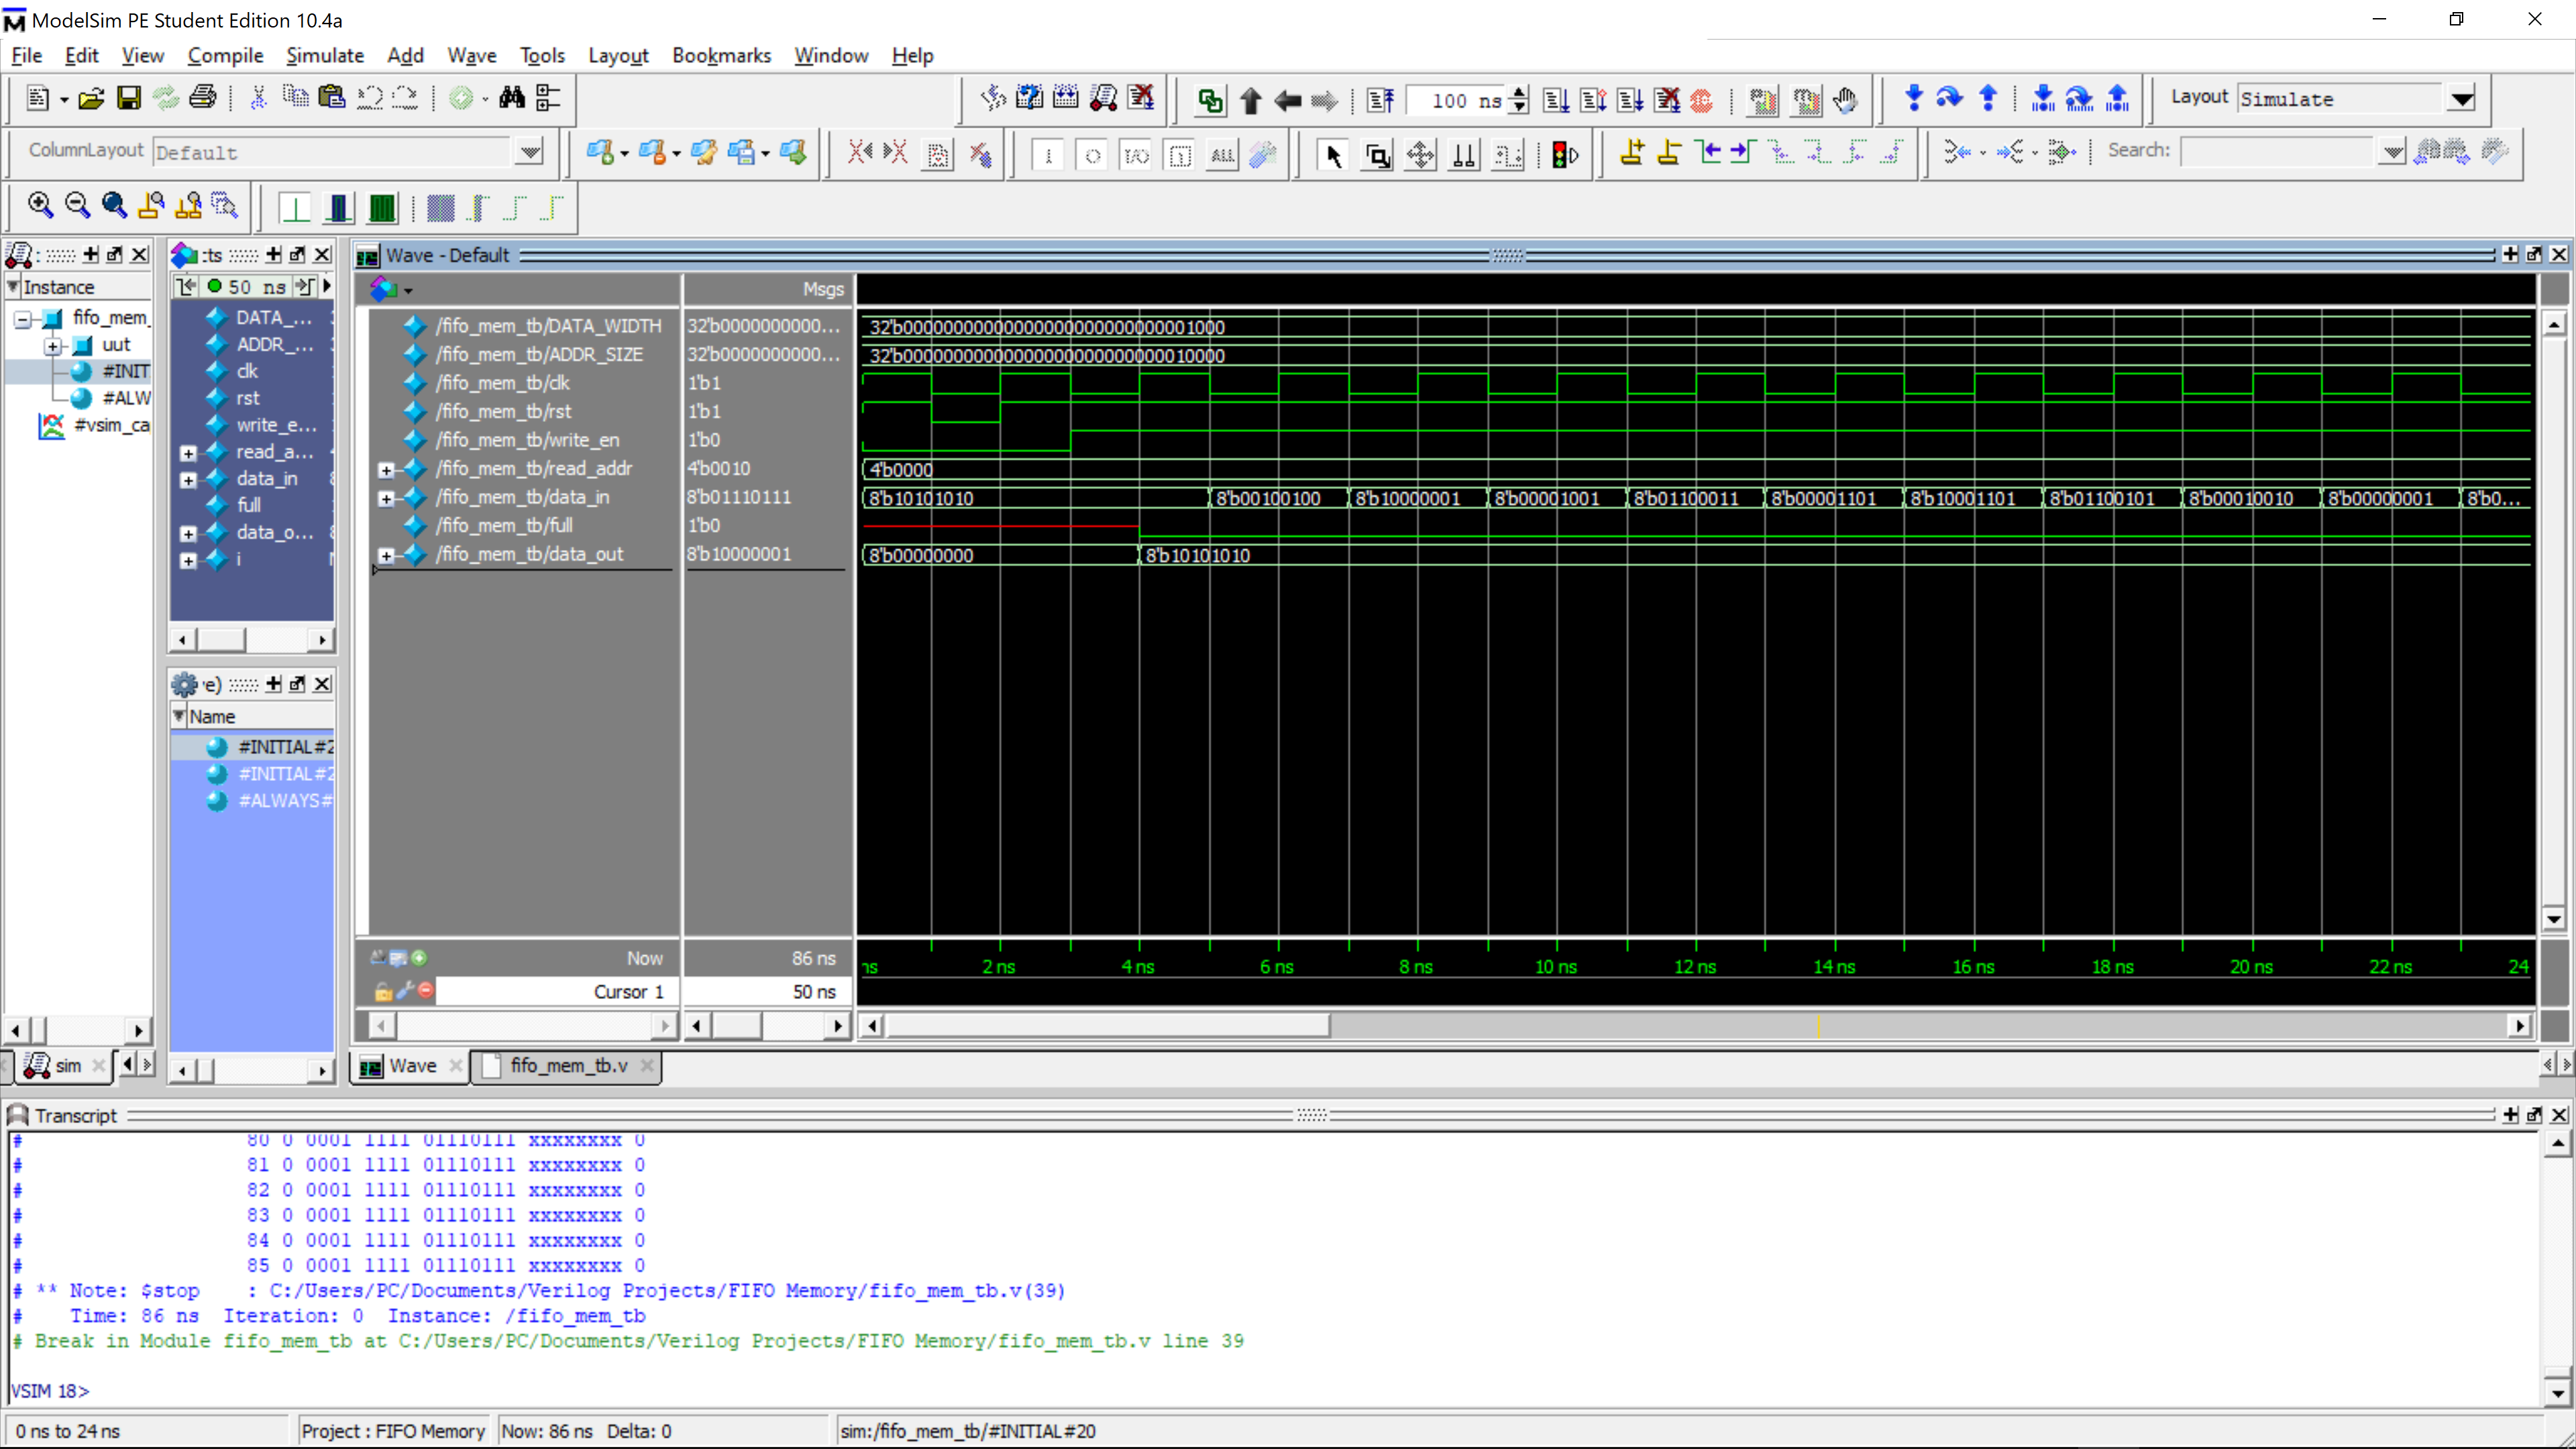 ModelSim PE Student Edition 10.4a
File Edit View Compile Simulate Add Wave Tools Layout Bookmarks Window Help
100 ns
Layout Simulate
ColumnLayout Default
ALL
Search:
:ts
Wave - Default
Instance
50 ns
Msgs
fifo_mem_
uut
#INIT
#ALW
#vsim_ca
DATA_...
ADDR_...
clk
rst
write_e...
read_a...
data_in
full
data_o...
i
/fifo_mem_tb/DATA_WIDTH 32'b0000000000... 32'b00000000000000000000000000001000
/fifo_mem_tb/ADDR_SIZE 32'b0000000000... 32'b00000000000000000000000000010000
/fifo_mem_tb/clk 1'b1
/fifo_mem_tb/rst 1'b1
/fifo_mem_tb/write_en 1'b0
/fifo_mem_tb/read_addr 4'b0010 4'b0000
/fifo_mem_tb/data_in 8'b01110111 8'b10101010 8'b00100100 8'b10000001 8'b00001001 8'b01100011 8'b00001101 8'b10001101 8'b01100101 8'b00010010 8'b00000001 8'b0...
/fifo_mem_tb/full 1'b0
/fifo_mem_tb/data_out 8'b10000001 8'b00000000 8'b10101010
Name
#INITIAL#2
#INITIAL#2
#ALWAYS#
Now 86 ns
ns 2 ns 4 ns 6 ns 8 ns 10 ns 12 ns 14 ns 16 ns 18 ns 20 ns 22 ns 24
Cursor 1 50 ns
sim
Wave fifo_mem_tb.v
Transcript
# 80 0 0001 1111 01110111 xxxxxxxx 0
# 81 0 0001 1111 01110111 xxxxxxxx 0
# 82 0 0001 1111 01110111 xxxxxxxx 0
# 83 0 0001 1111 01110111 xxxxxxxx 0
# 84 0 0001 1111 01110111 xxxxxxxx 0
# 85 0 0001 1111 01110111 xxxxxxxx 0
# ** Note: $stop : C:/Users/PC/Documents/Verilog Projects/FIFO Memory/fifo_mem_tb.v(39)
# Time: 86 ns Iteration: 0 Instance: /fifo_mem_tb
# Break in Module fifo_mem_tb at C:/Users/PC/Documents/Verilog Projects/FIFO Memory/fifo_mem_tb.v line 39
VSIM 18>
0 ns to 24 ns Project : FIFO Memory Now: 86 ns Delta: 0 sim:/fifo_mem_tb/#INITIAL#20